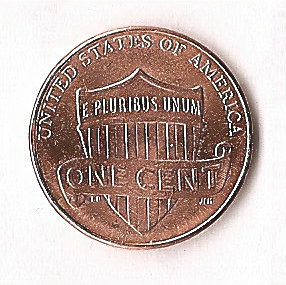 UNITED STATES OF AMERICA
E PLURIBUS UNUM
ONE CENT